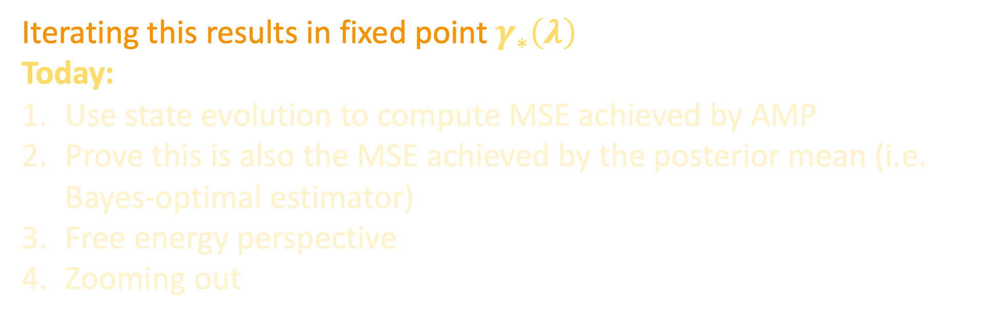 Iterating this results in fixed point γ∗(λ)
Today:
1. Use state evolution to compute MSE achieved by AMP
2. Prove this is also the MSE achieved by the posterior mean (i.e.
Bayes-optimal estimator)
3. Free energy perspective
4. Zooming out